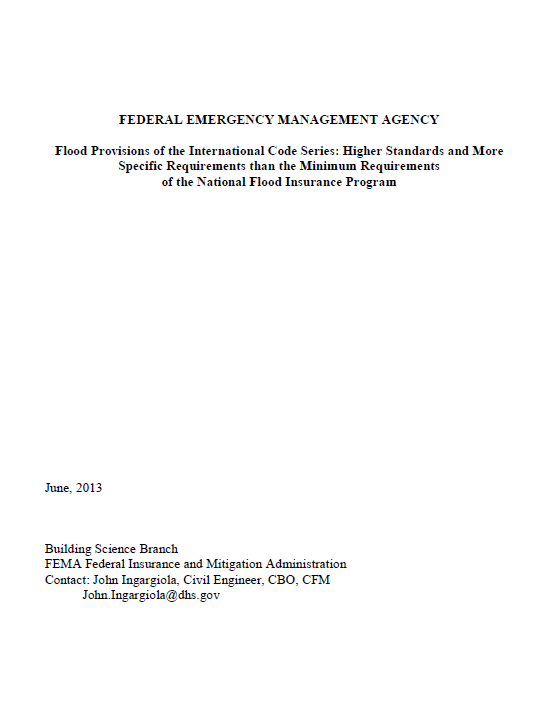 FEDERAL EMERGENCY MANAGEMENT AGENCY
Flood Provisions of the International Code Series: Higher Standards and More
Specific Requirements than the Minimum Requirements
of the National Flood Insurance Program
June, 2013
Building Science Branch
FEMA Federal Insurance and Mitigation Administration
Contact: John Ingargiola, Civil Engineer, CBO, CFM
John.Ingargiola@dhs.gov